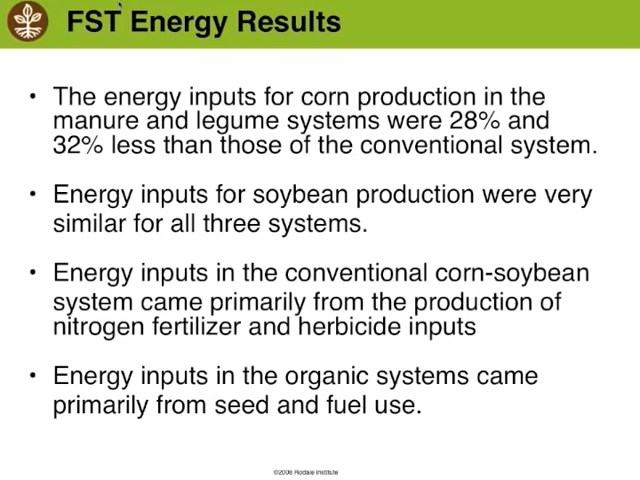 FST Energy Results
• The energy inputs for corn production in the
manure and legume systems were 28% and
32% less than those of the conventional system.
• Energy inputs for soybean production were very
similar for all three systems.
• Energy inputs in the conventional corn-soybean
system came primarily from the production of
nitrogen fertilizer and herbicide inputs
• Energy inputs in the organic systems came
primarily from seed and fuel use.
©2008 Rodale Institute